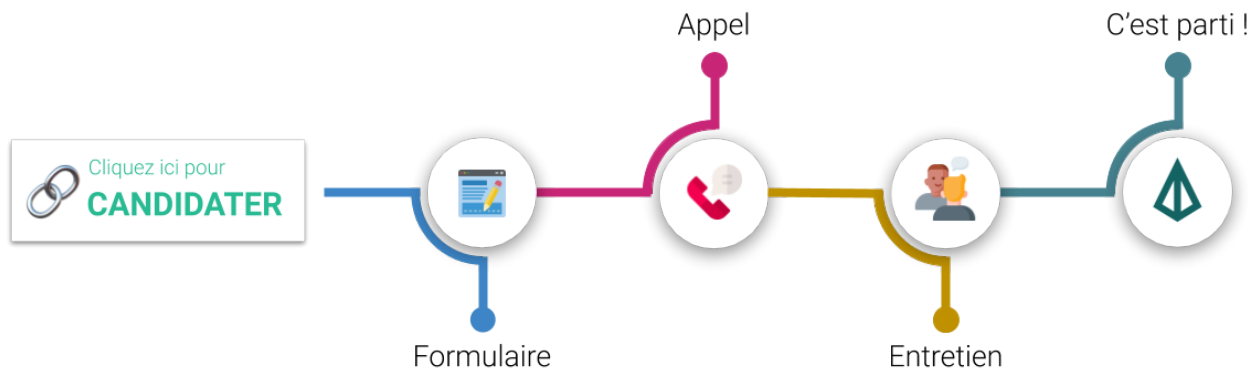 Cliquez ici pour
CANDIDATER
Formulaire
Appel
Entretien
C’est parti !